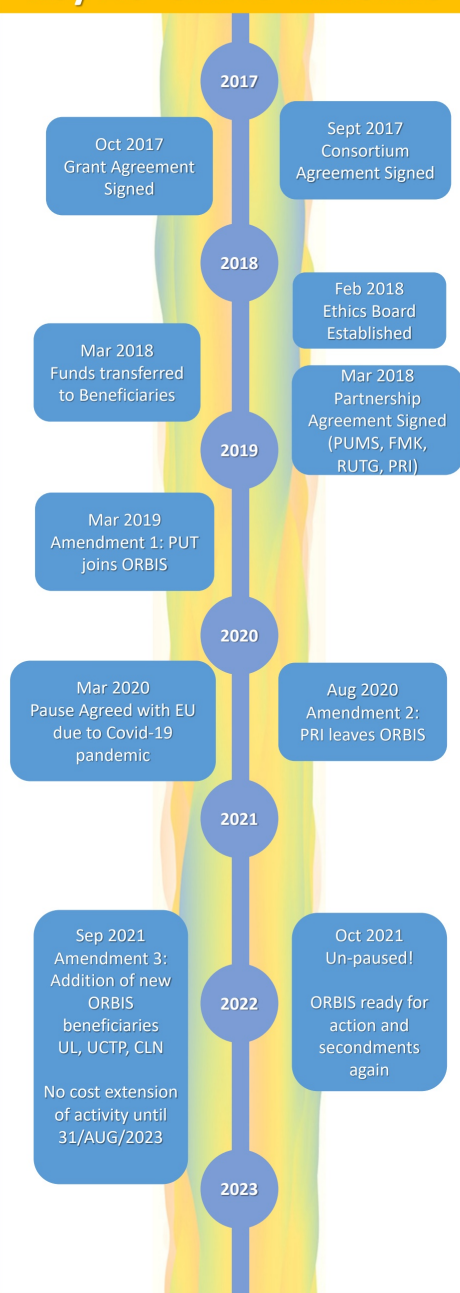 2017
Sept 2017
Consortium
Agreement Signed
Oct 2017
Grant Agreement
Signed
2018
Feb 2018
Ethics Board
Established
Mar 2018
Funds transferred
to Beneficiaries
Mar 2018
Partnership
Agreement Signed
(PUMS, FMK,
RUTG, PRI)
2019
Mar 2019
Amendment 1: PUT
joins ORBIS
2020
Mar 2020
Pause Agreed with EU
due to Covid-19
pandemic
Aug 2020
Amendment 2:
PRI leaves ORBIS
2021
Sep 2021
Amendment 3:
Addition of new
ORBIS
beneficiaries
UL, UCTP, CLN
No cost extension
of activity until
31/AUG/2023
Oct 2021
Un-paused!
ORBIS ready for
action and
secondments
again
2022
2023